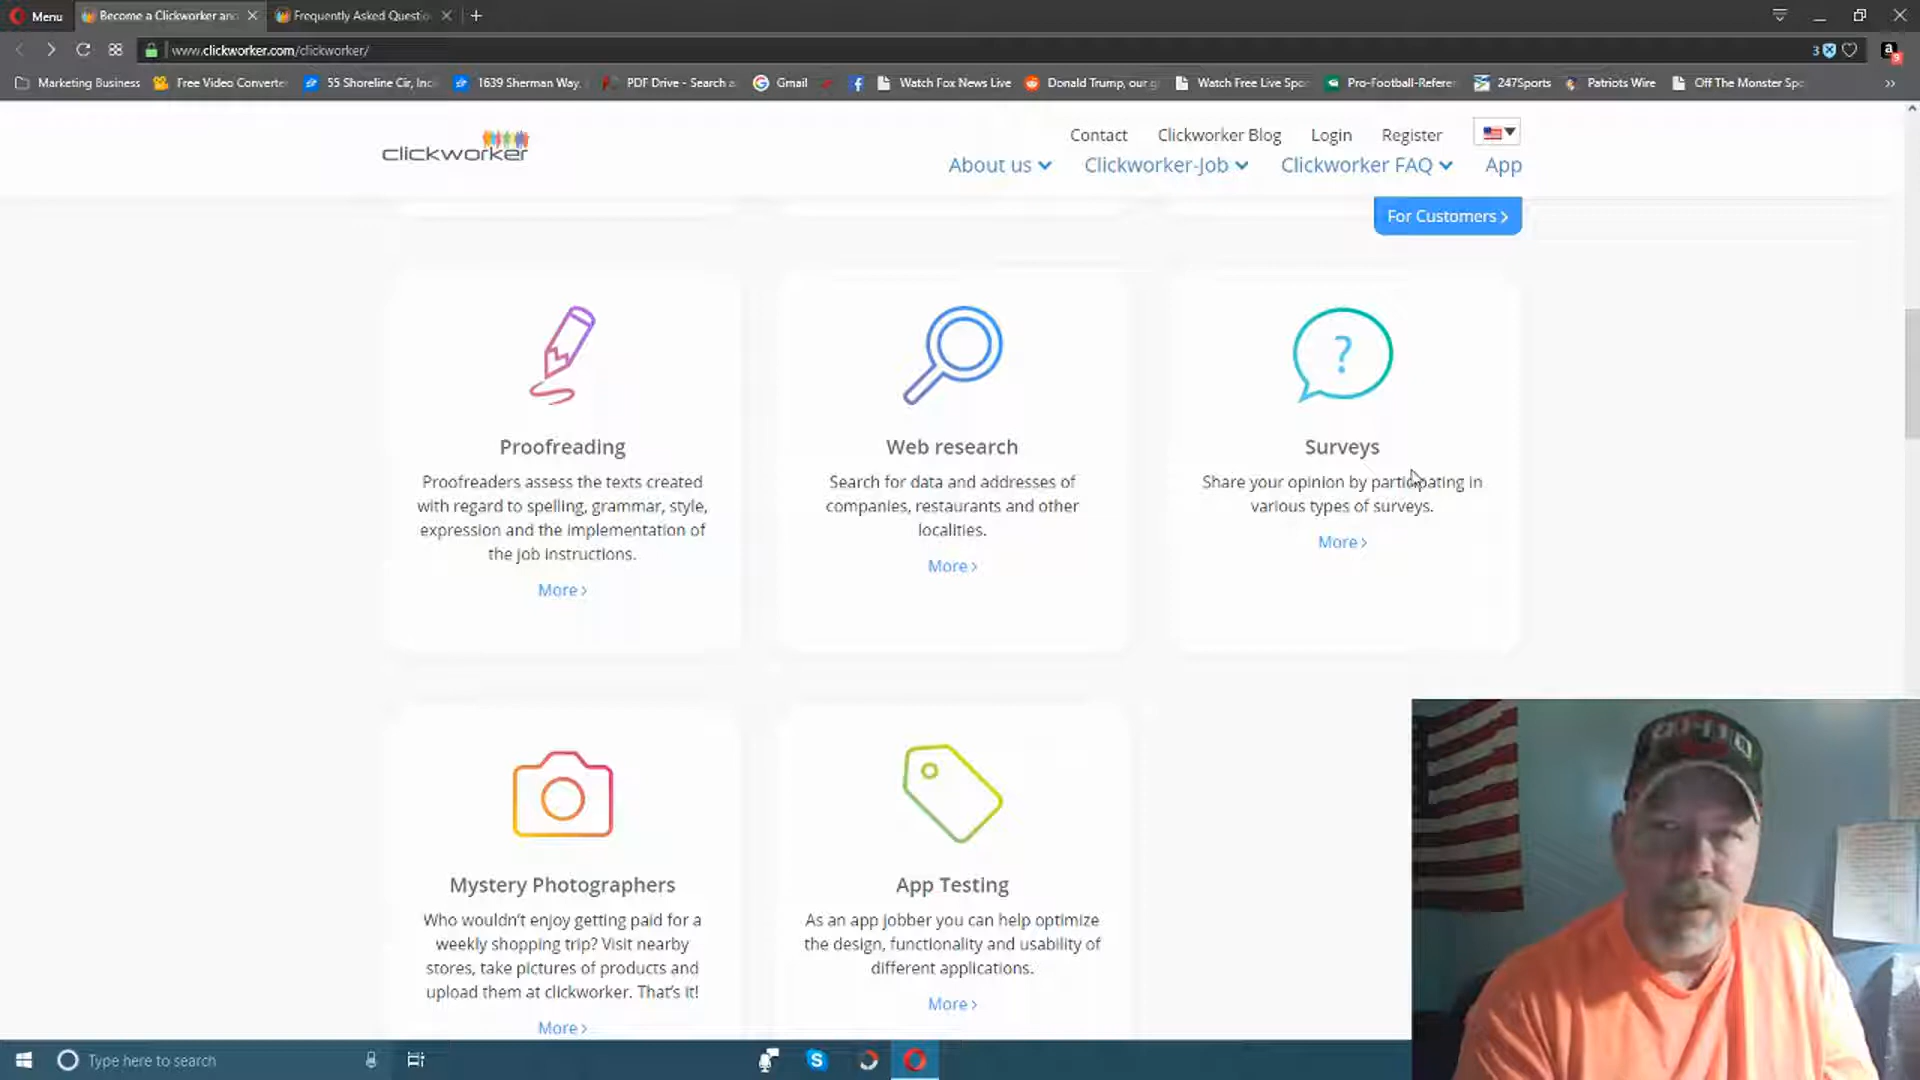 Menu
Become a Clickworker and
Frequently Asked Questio
www.clickworker.com/clickworker/
3
Marketing Business
Free Video Converte
55 Shoreline Cir, Inc
1639 Sherman Way,
PDF Drive - Search a
Gmail
Watch Fox News Live
Donald Trump, our g
Watch Free Live Spo
Pro-Football-Refere
247Sports
Patriots Wire
Off The Monster Spo
clickworker
Contact
Clickworker Blog
Login
Register
About us
Clickworker-Job
Clickworker FAQ
App
For Customers >
Proofreading
Proofreaders assess the texts created
with regard to spelling, grammar, style,
expression and the implementation of
the job instructions.
More >
Web research
Search for data and addresses of
companies, restaurants and other
localities.
More >
Surveys
Share your opinion by participating in
various types of surveys.
More >
Mystery Photographers
Who wouldn't enjoy getting paid for a
weekly shopping trip? Visit nearby
stores, take pictures of products and
upload them at clickworker. That's it!
More >
App Testing
As an app jobber you can help optimize
the design, functionality and usability of
different applications.
More >
Type here to search